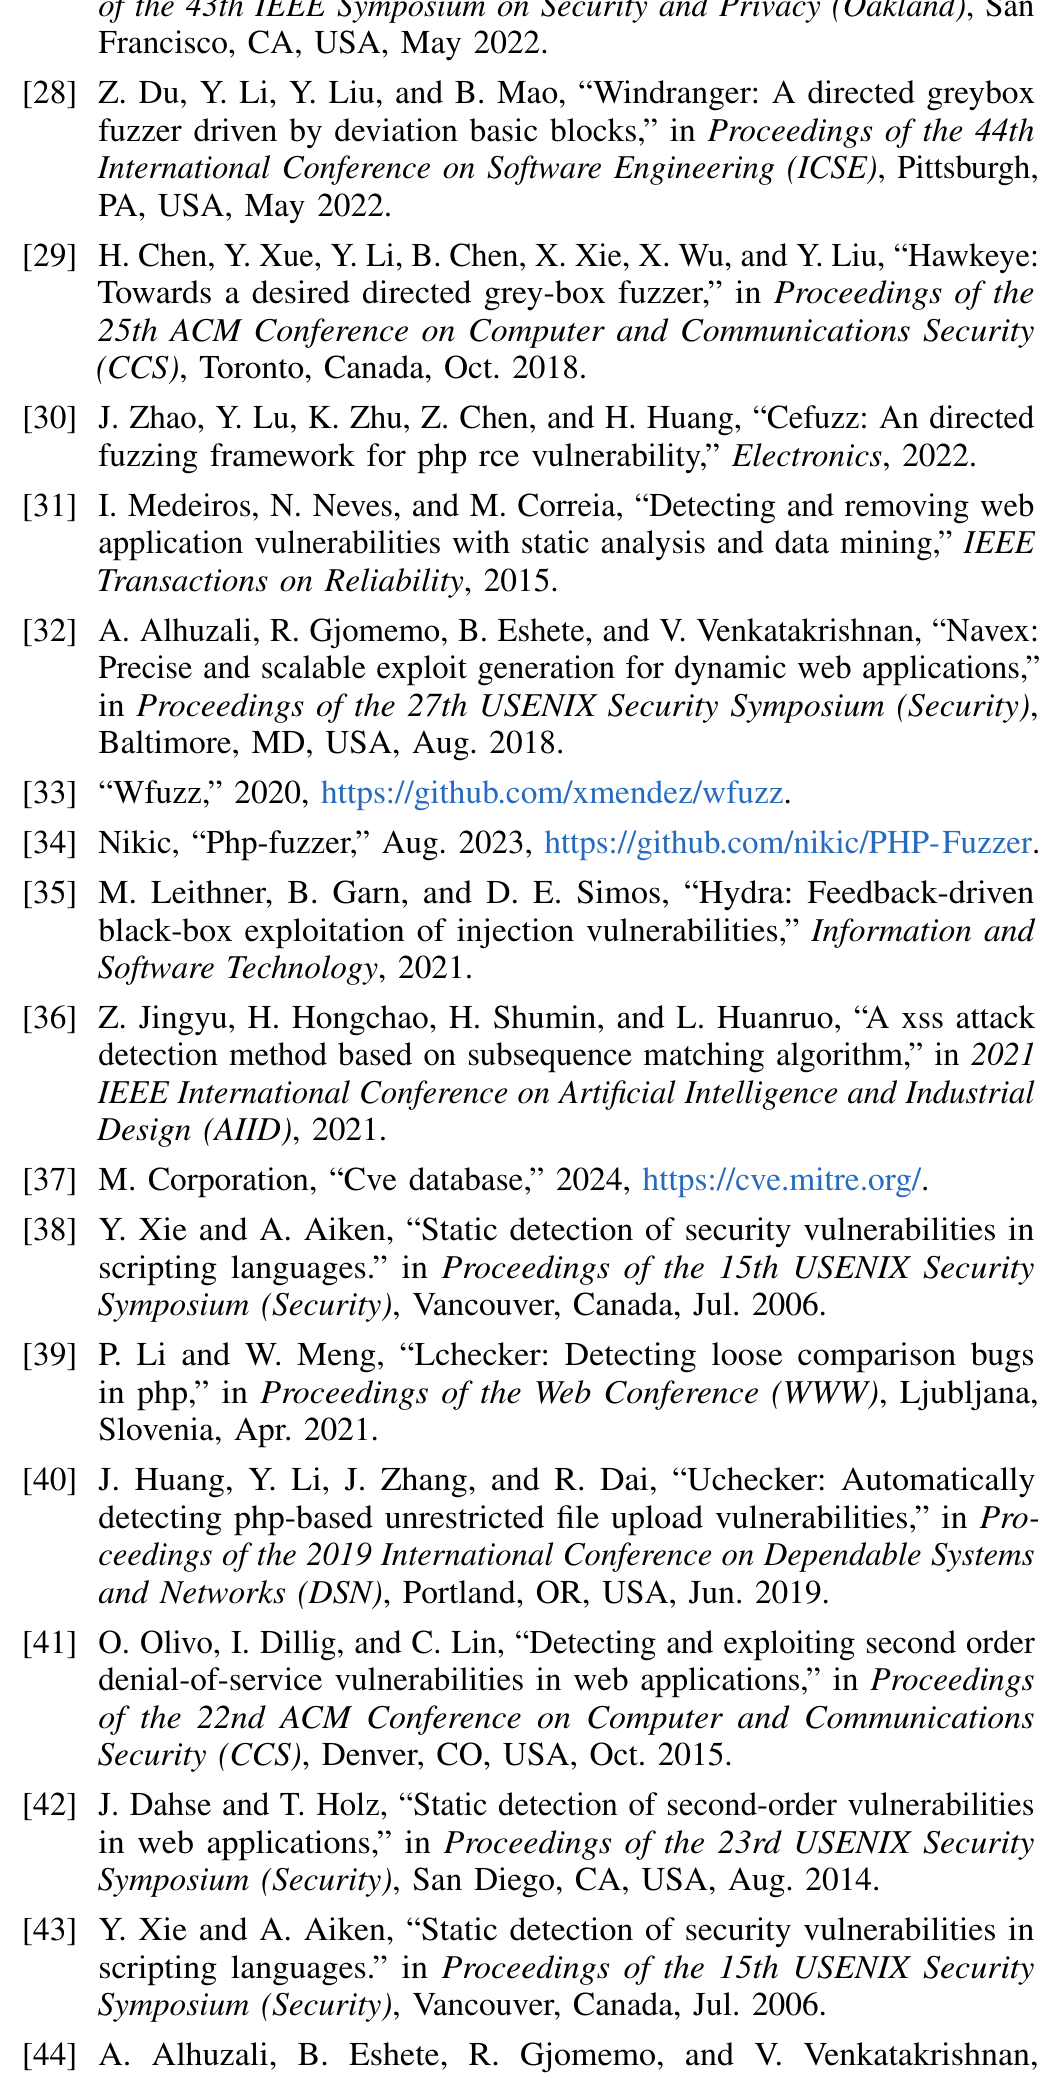 of the 43th IEEE Symposium on Security and Privacy (Oakland), San
Francisco, CA, USA, May 2022.
[28] Z. Du, Y. Li, Y. Liu, and B. Mao, “Windranger: A directed greybox
fuzzer driven by deviation basic blocks,” in Proceedings of the 44th
International Conference on Software Engineering (ICSE), Pittsburgh,
PA, USA, May 2022.
[29] H. Chen, Y. Xue, Y. Li, B. Chen, X. Xie, X. Wu, and Y. Liu, “Hawkeye:
Towards a desired directed grey-box fuzzer,” in Proceedings of the
25th ACM Conference on Computer and Communications Security
(CCS), Toronto, Canada, Oct. 2018.
[30] J. Zhao, Y. Lu, K. Zhu, Z. Chen, and H. Huang, “Cefuzz: An directed
fuzzing framework for php rce vulnerability,” Electronics, 2022.
[31] I. Medeiros, N. Neves, and M. Correia, “Detecting and removing web
application vulnerabilities with static analysis and data mining,” IEEE
Transactions on Reliability, 2015.
[32] A. Alhuzali, R. Gjomemo, B. Eshete, and V. Venkatakrishnan, “Navex:
Precise and scalable exploit generation for dynamic web applications,”
in Proceedings of the 27th USENIX Security Symposium (Security),
Baltimore, MD, USA, Aug. 2018.
[33] “Wfuzz,” 2020, https://github.com/xmendez/wfuzz.
[34] Nikic, “Php-fuzzer,” Aug. 2023, https://github.com/nikic/PHP-Fuzzer.
[35] M. Leithner, B. Garn, and D. E. Simos, “Hydra: Feedback-driven
black-box exploitation of injection vulnerabilities,” Information and
Software Technology, 2021.
[36] Z. Jingyu, H. Hongchao, H. Shumin, and L. Huanruo, “A xss attack
detection method based on subsequence matching algorithm,” in 2021
IEEE International Conference on Artificial Intelligence and Industrial
Design (AIID), 2021.
[37] M. Corporation, “Cve database,” 2024, https://cve.mitre.org/.
[38] Y. Xie and A. Aiken, “Static detection of security vulnerabilities in
scripting languages.” in Proceedings of the 15th USENIX Security
Symposium (Security), Vancouver, Canada, Jul. 2006.
[39] P. Li and W. Meng, “Lchecker: Detecting loose comparison bugs
in php,” in Proceedings of the Web Conference (WWW), Ljubljana,
Slovenia, Apr. 2021.
[40] J. Huang, Y. Li, J. Zhang, and R. Dai, “Uchecker: Automatically
detecting php-based unrestricted file upload vulnerabilities,” in Pro-
ceedings of the 2019 International Conference on Dependable Systems
and Networks (DSN), Portland, OR, USA, Jun. 2019.
[41] O. Olivo, I. Dillig, and C. Lin, “Detecting and exploiting second order
denial-of-service vulnerabilities in web applications,” in Proceedings
of the 22nd ACM Conference on Computer and Communications
Security (CCS), Denver, CO, USA, Oct. 2015.
[42] J. Dahse and T. Holz, “Static detection of second-order vulnerabilities
in web applications,” in Proceedings of the 23rd USENIX Security
Symposium (Security), San Diego, CA, USA, Aug. 2014.
[43] Y. Xie and A. Aiken, “Static detection of security vulnerabilities in
scripting languages.” in Proceedings of the 15th USENIX Security
Symposium (Security), Vancouver, Canada, Jul. 2006.
[44] A. Alhuzali, B. Eshete, R. Gjomemo, and V. Venkatakrishnan,